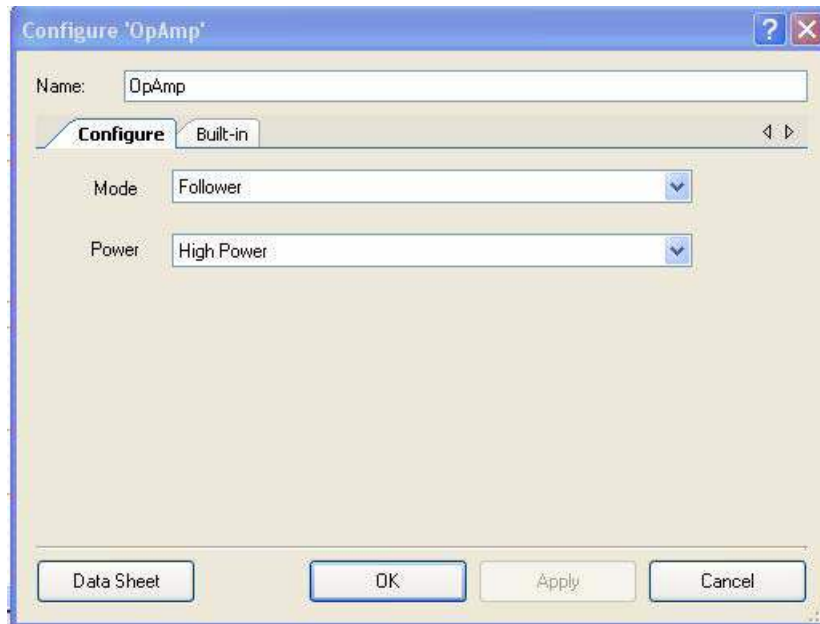 Configure 'OpAmp'
Name: OpAmp
Configure Built-in
Mode Follower
Power High Power
Data Sheet OK Apply Cancel